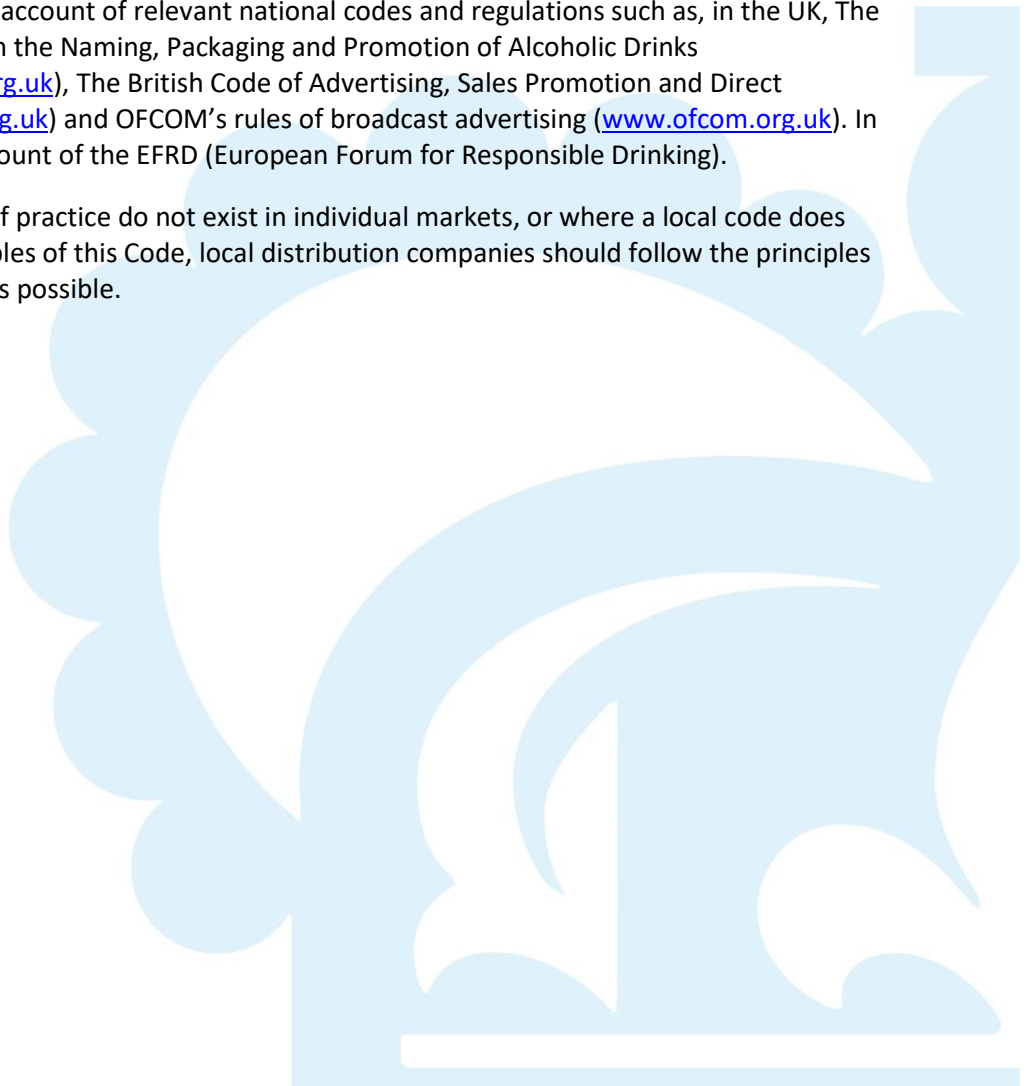 account of relevant national codes and regulations such as, in the UK, The
n the Naming, Packaging and Promotion of Alcoholic Drinks
rg.uk), The British Code of Advertising, Sales Promotion and Direct
g.uk) and OFCOM’s rules of broadcast advertising (www.ofcom.org.uk). In
ount of the EFRD (European Forum for Responsible Drinking).
f practice do not exist in individual markets, or where a local code does
ples of this Code, local distribution companies should follow the principles
s possible.